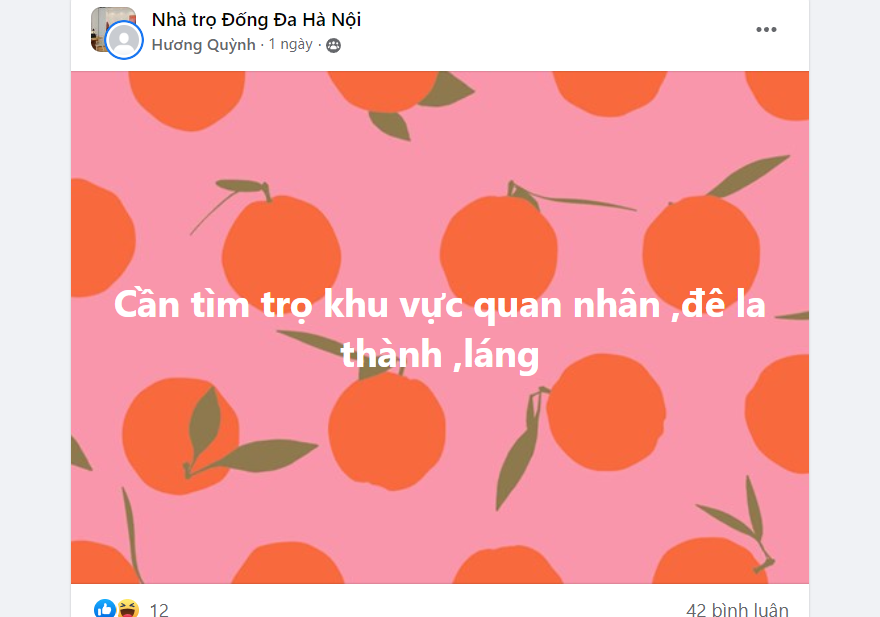 Nhà trọ Đống Đa Hà Nội
Hương Quỳnh · 1 ngày ·
Cần tìm trọ khu vực quan nhân ,đê la
thành ,láng
12
42 bình luận